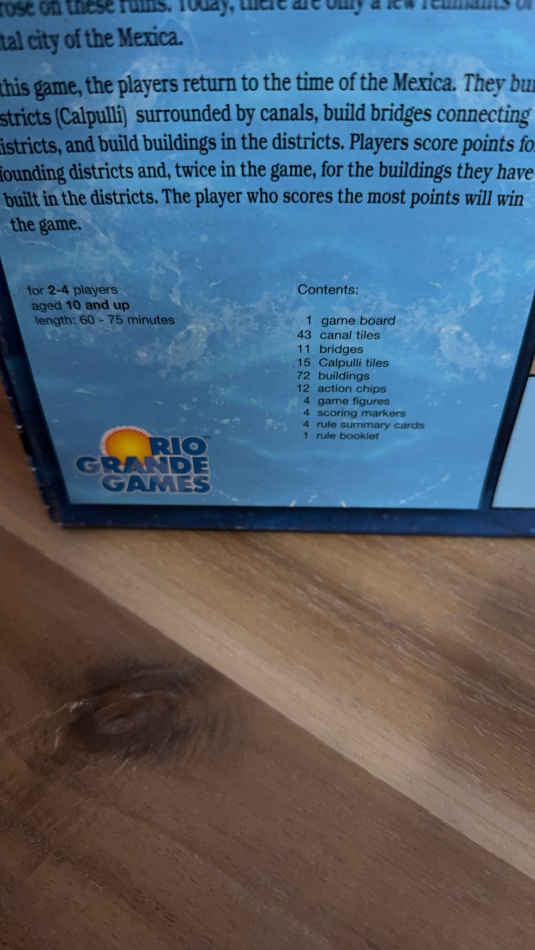 rose on these ruins. Today, there are only a few remnants of
tal city of the Mexica.
this game, the players return to the time of the Mexica. They bui
stricts (Calpulli) surrounded by canals, build bridges connecting
istricts, and build buildings in the districts. Players score points fo
founding districts and, twice in the game, for the buildings they have
built in the districts. The player who scores the most points will win
the game.
for 2-4 players
aged 10 and up
length: 60 - 75 minutes
Contents:
1 game board
43 canal tiles
11 bridges
15 Calpulli tiles
72 buildings
12 action chips
4 game figures
4 scoring markers
4 rule summary cards
1 rule booklet
RIO
GRANDE
GAMES